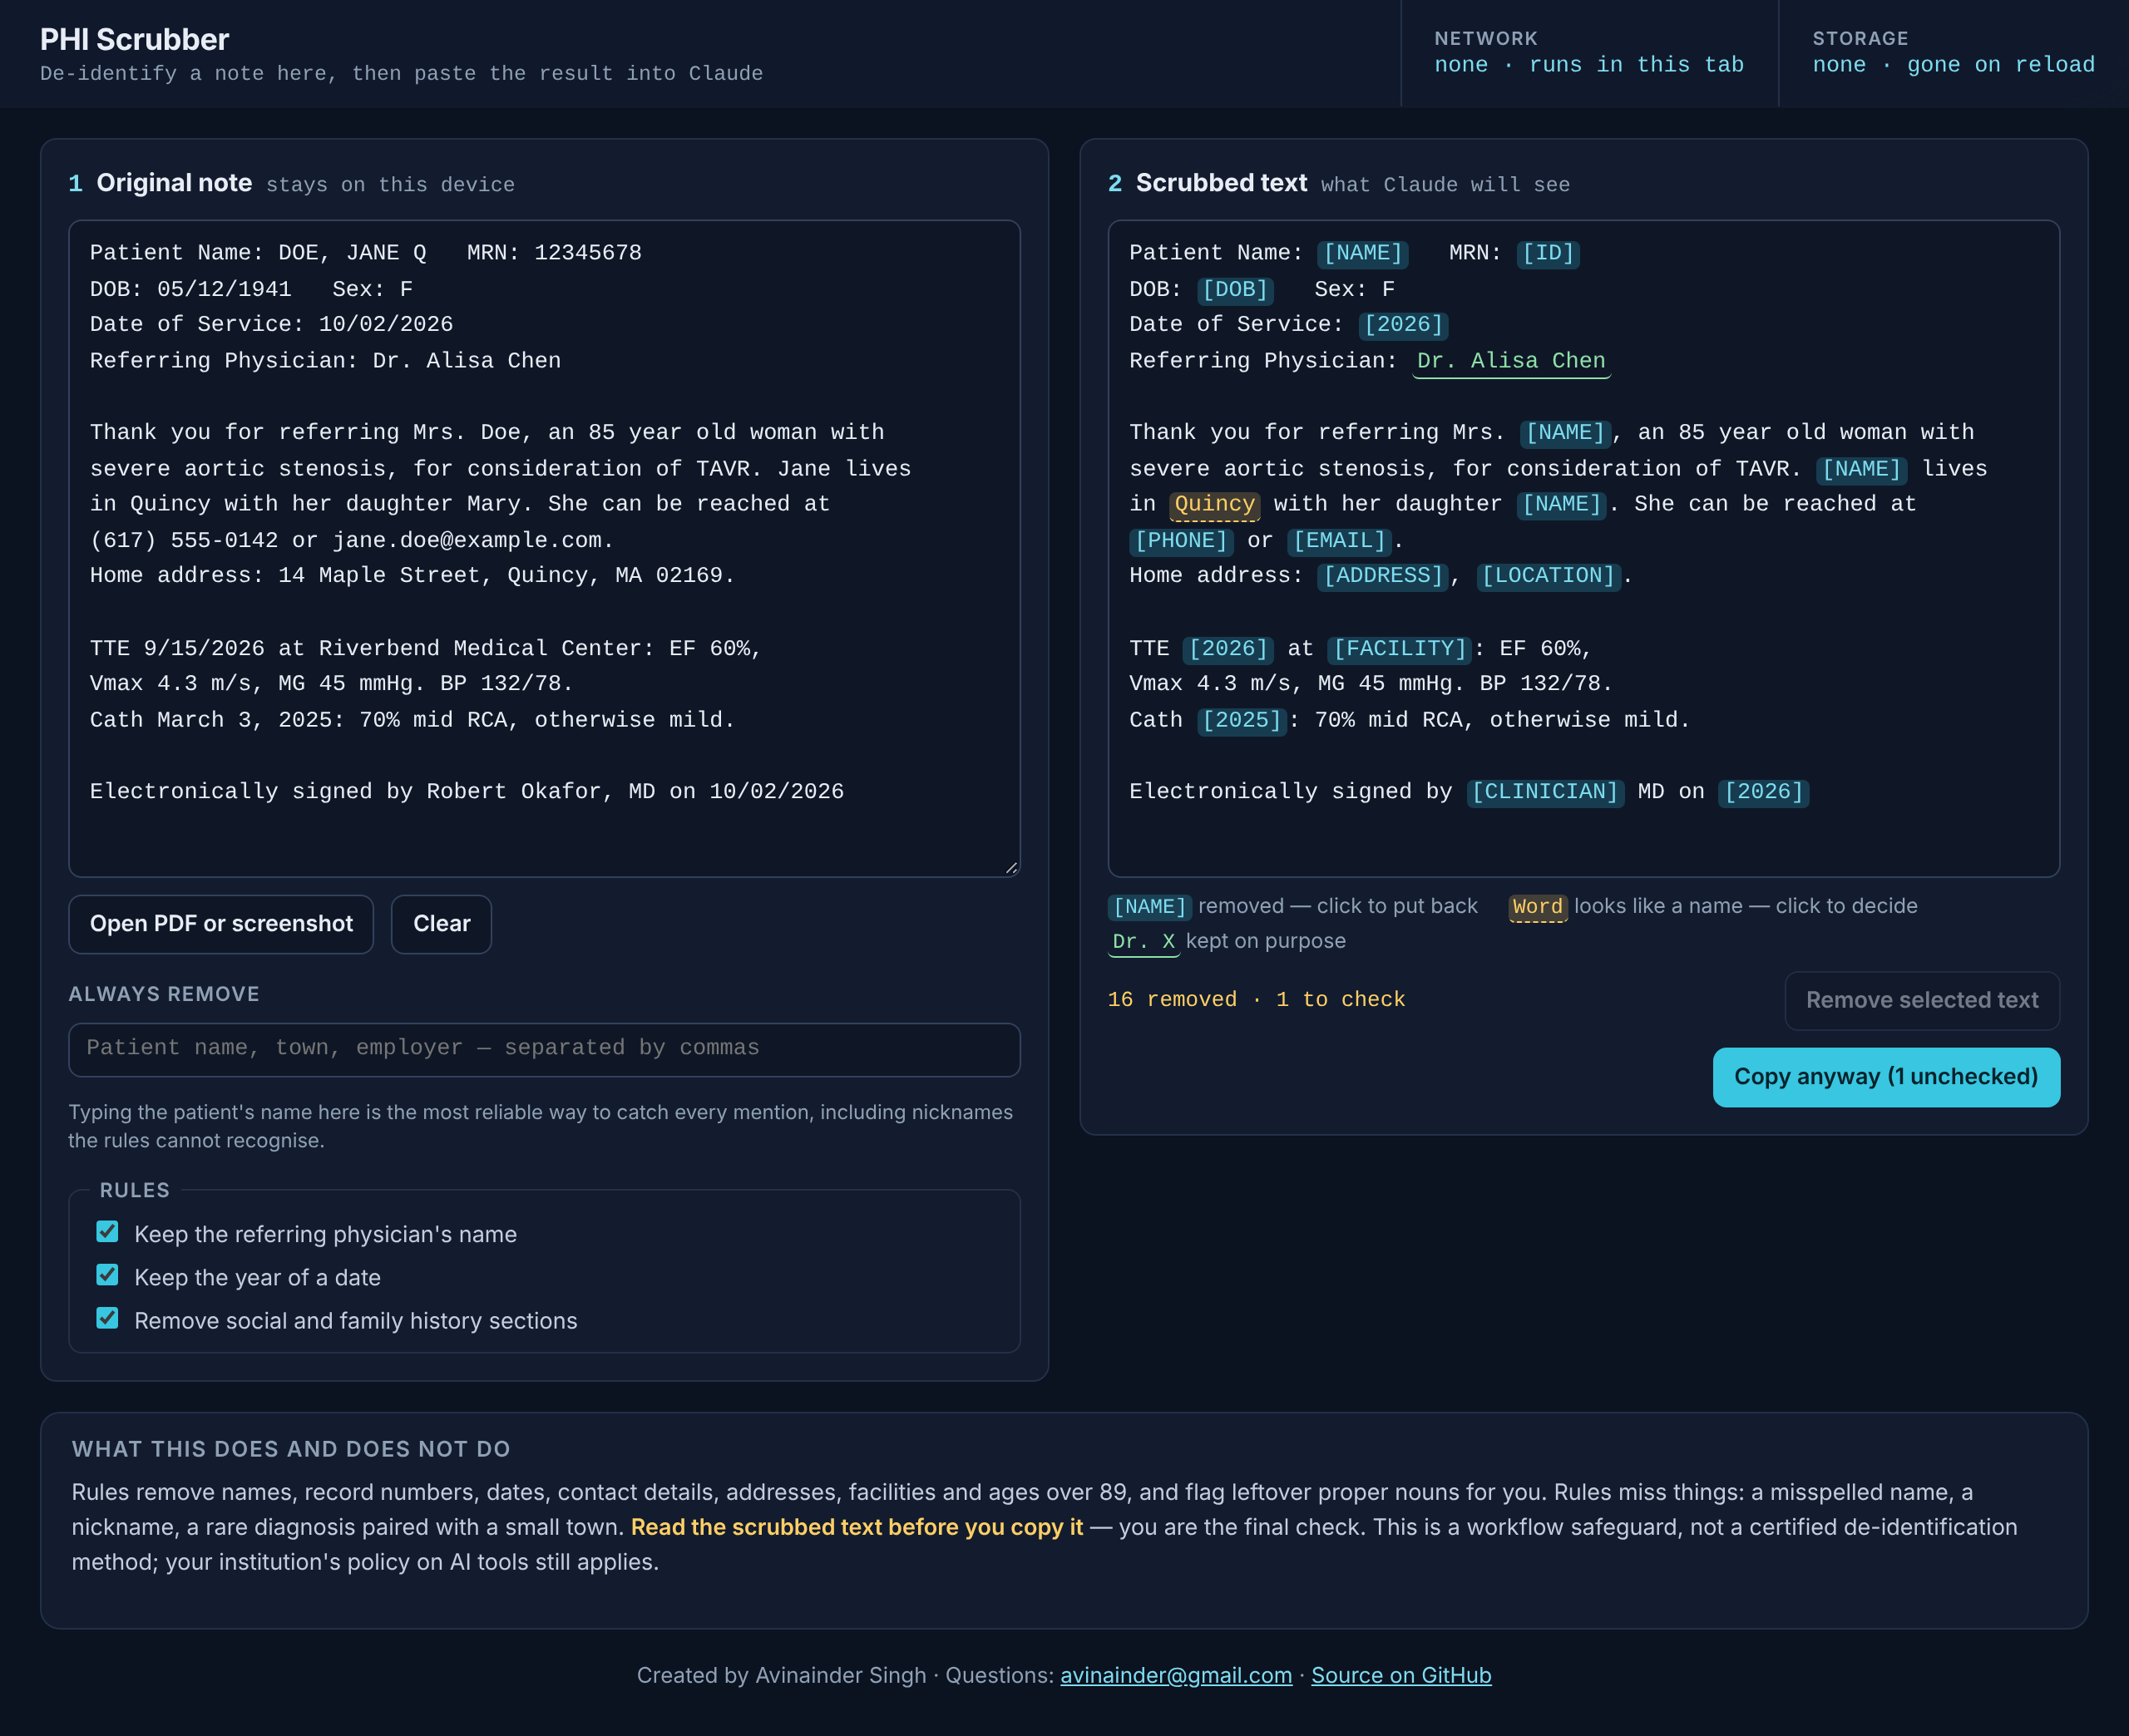 PHI Scrubber
De-identify a note here, then paste the result into Claude
NETWORK
none · runs in this tab
STORAGE
none · gone on reload
1 Original note stays on this device
Patient Name: DOE, JANE Q   MRN: 12345678
DOB: 05/12/1941   Sex: F
Date of Service: 10/02/2026
Referring Physician: Dr. Alisa Chen
Thank you for referring Mrs. Doe, an 85 year old woman with
severe aortic stenosis, for consideration of TAVR. Jane lives
in Quincy with her daughter Mary. She can be reached at
(617) 555-0142 or jane.doe@example.com.
Home address: 14 Maple Street, Quincy, MA 02169.
TTE 9/15/2026 at Riverbend Medical Center: EF 60%,
Vmax 4.3 m/s, MG 45 mmHg. BP 132/78.
Cath March 3, 2025: 70% mid RCA, otherwise mild.
Electronically signed by Robert Okafor, MD on 10/02/2026
Open PDF or screenshot
Clear
ALWAYS REMOVE
Patient name, town, employer — separated by commas
Typing the patient's name here is the most reliable way to catch every mention, including nicknames
the rules cannot recognise.
RULES
Keep the referring physician's name
Keep the year of a date
Remove social and family history sections
2 Scrubbed text what Claude will see
Patient Name: [NAME]   MRN: [ID]
DOB: [DOB]   Sex: F
Date of Service: [2026]
Referring Physician: Dr. Alisa Chen
Thank you for referring Mrs. [NAME], an 85 year old woman with
severe aortic stenosis, for consideration of TAVR. [NAME] lives
in Quincy with her daughter [NAME]. She can be reached at
[PHONE] or [EMAIL].
Home address: [ADDRESS], [LOCATION].
TTE [2026] at [FACILITY]: EF 60%,
Vmax 4.3 m/s, MG 45 mmHg. BP 132/78.
Cath [2025]: 70% mid RCA, otherwise mild.
Electronically signed by [CLINICIAN] MD on [2026]
[NAME] removed — click to put back   Word looks like a name — click to decide
Dr. X kept on purpose
16 removed · 1 to check
Remove selected text
Copy anyway (1 unchecked)
WHAT THIS DOES AND DOES NOT DO
Rules remove names, record numbers, dates, contact details, addresses, facilities and ages over 89, and flag leftover proper nouns for you. Rules miss things: a misspelled name, a
nickname, a rare diagnosis paired with a small town. Read the scrubbed text before you copy it — you are the final check. This is a workflow safeguard, not a certified de-identification
method; your institution's policy on AI tools still applies.
Created by Avinainder Singh · Questions: avinainder@gmail.com · Source on GitHub